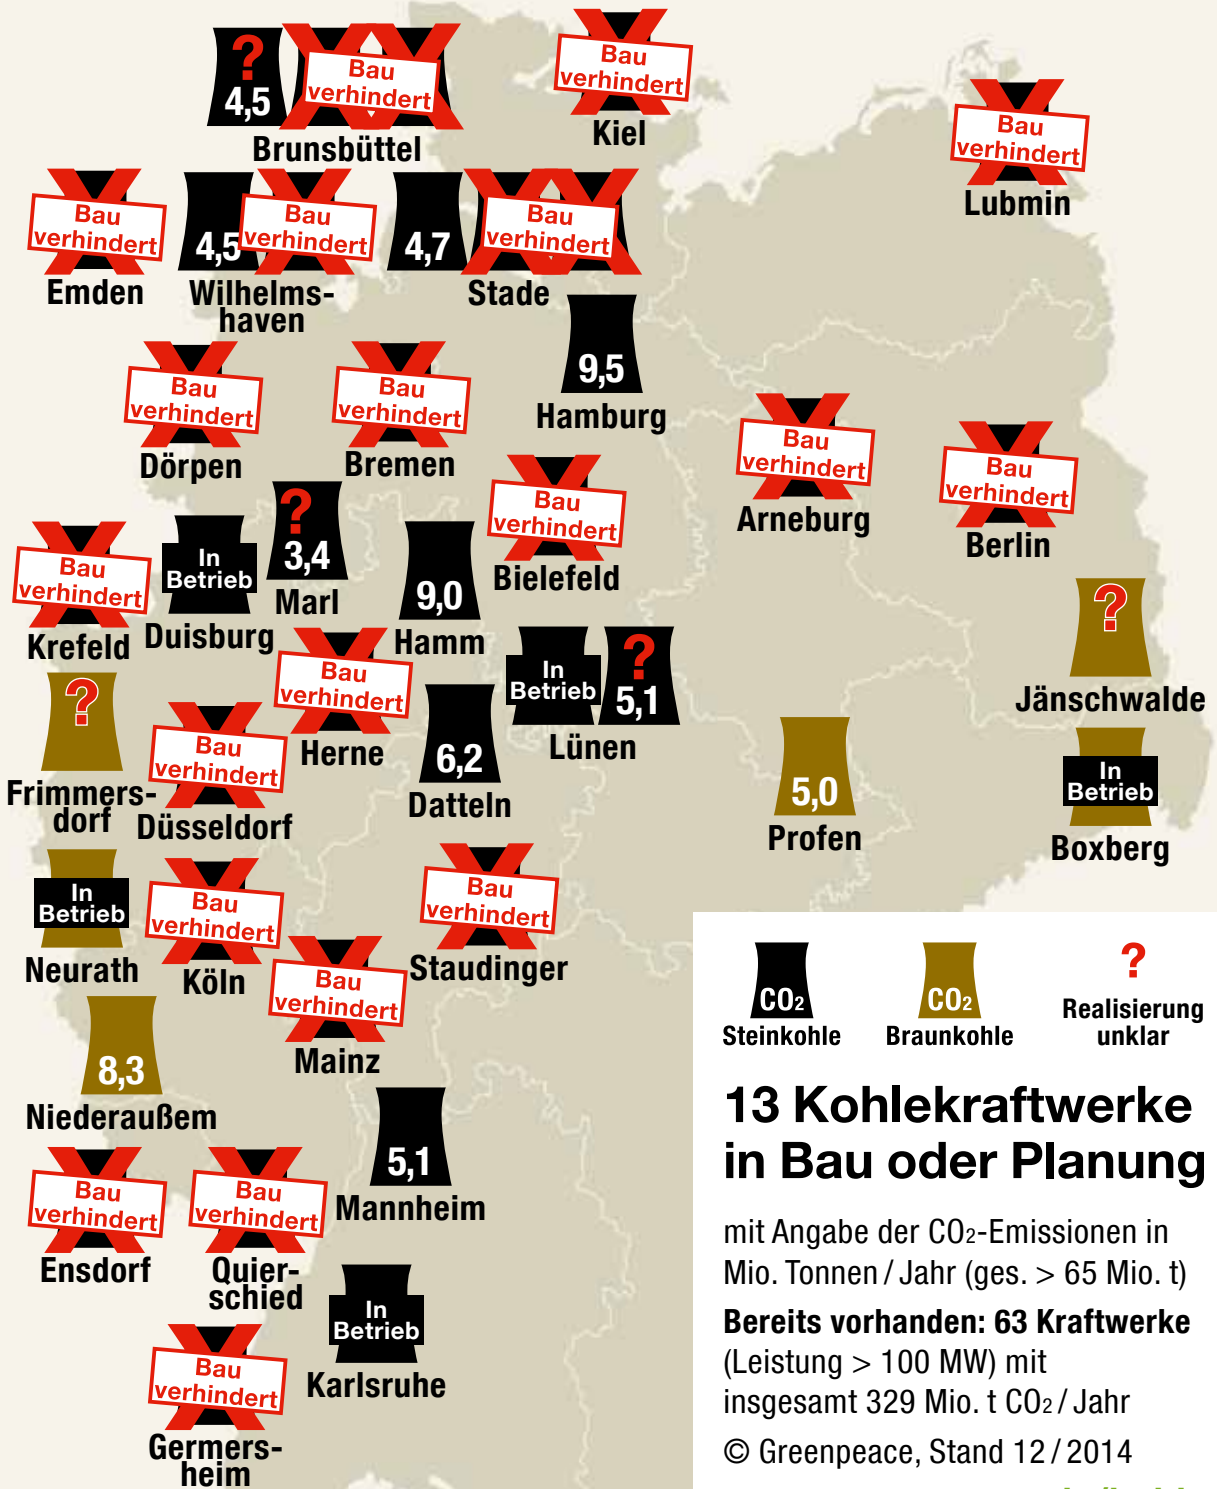 ?
4,5
Bau
verhindert
Brunsbüttel
Bau
verhindert
Kiel
Bau
verhindert
Lubmin
Bau
verhindert
Emden
4,5
Bau
verhindert
Wilhelms-
haven
4,7
Bau
verhindert
Stade
9,5
Hamburg
Bau
verhindert
Dörpen
Bau
verhindert
Bremen
Bau
verhindert
Arneburg
Bau
verhindert
Berlin
Bau
verhindert
Krefeld
In
Betrieb
Duisburg
?
3,4
Marl
9,0
Hamm
Bau
verhindert
Bielefeld
?
Jänschwalde
?
Frimmers-
dorf
Bau
verhindert
Düsseldorf
Bau
verhindert
Herne
6,2
Datteln
In
Betrieb
?
5,1
Lünen
5,0
Profen
In
Betrieb
Boxberg
In
Betrieb
Neurath
Bau
verhindert
Köln
Bau
verhindert
Mainz
Bau
verhindert
Staudinger
8,3
Niederaußem
5,1
Mannheim
Bau
verhindert
Ensdorf
Bau
verhindert
Quier-
schied
In
Betrieb
Karlsruhe
Bau
verhindert
Germers-
heim
CO2
Steinkohle
CO2
Braunkohle
?
Realisierung
unklar
13 Kohlekraftwerke
in Bau oder Planung
mit Angabe der CO2-Emissionen in
Mio. Tonnen / Jahr (ges. > 65 Mio. t)
Bereits vorhanden: 63 Kraftwerke
(Leistung > 100 MW) mit
insgesamt 329 Mio. t CO2 / Jahr
© Greenpeace, Stand 12 / 2014